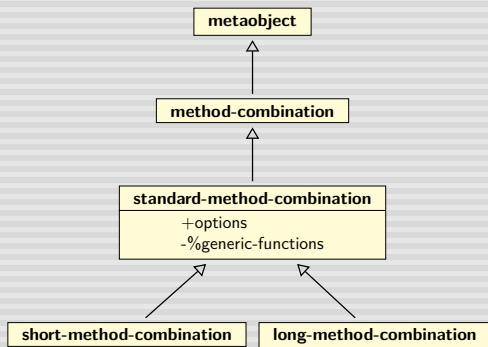 metaobject
method-combination
standard-method-combination
+options
-%generic-functions
short-method-combination
long-method-combination